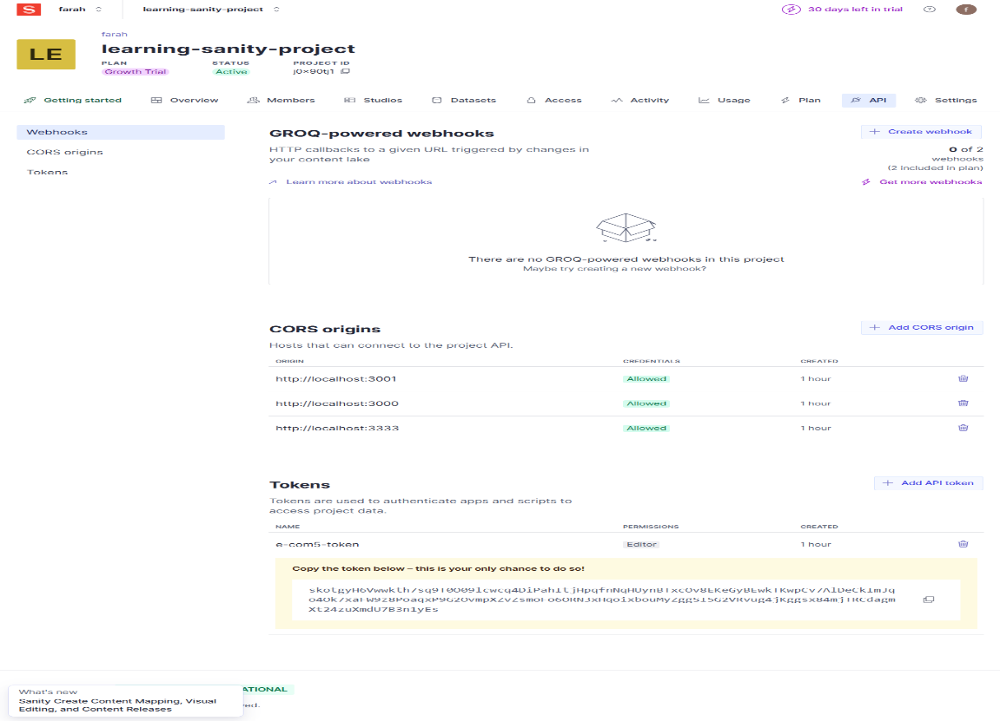 S farah learning-sanity-project 30 days left in trial f
LE
farah
learning-sanity-project
PLAN STATUS PROJECT ID
Growth Trial Active j0x90tj1
Getting started Overview Members Studios Datasets Access Activity Usage Plan API Settings
Webhooks
CORS origins
Tokens
GROQ-powered webhooks
Create webhook
HTTP callbacks to a given URL triggered by changes in
your content lake
0 of 2
webhooks
(2 included in plan)
Learn more about webhooks
Get more webhooks
There are no GROQ-powered webhooks in this project
Maybe try creating a new webhook?
CORS origins
Add CORS origin
Hosts that can connect to the project API.
ORIGIN CREDENTIALS CREATED
http://localhost:3001 Allowed 1 hour
http://localhost:3000 Allowed 1 hour
http://localhost:3333 Allowed 1 hour
Tokens
Add API token
Tokens are used to authenticate apps and scripts to
access project data.
NAME PERMISSIONS CREATED
e-com5-token Editor 1 hour
Copy the token below – this is your only chance to do so!
ATIONAL
ved.
What's new
Sanity Create Content Mapping, Visual
Editing, and Content Releases